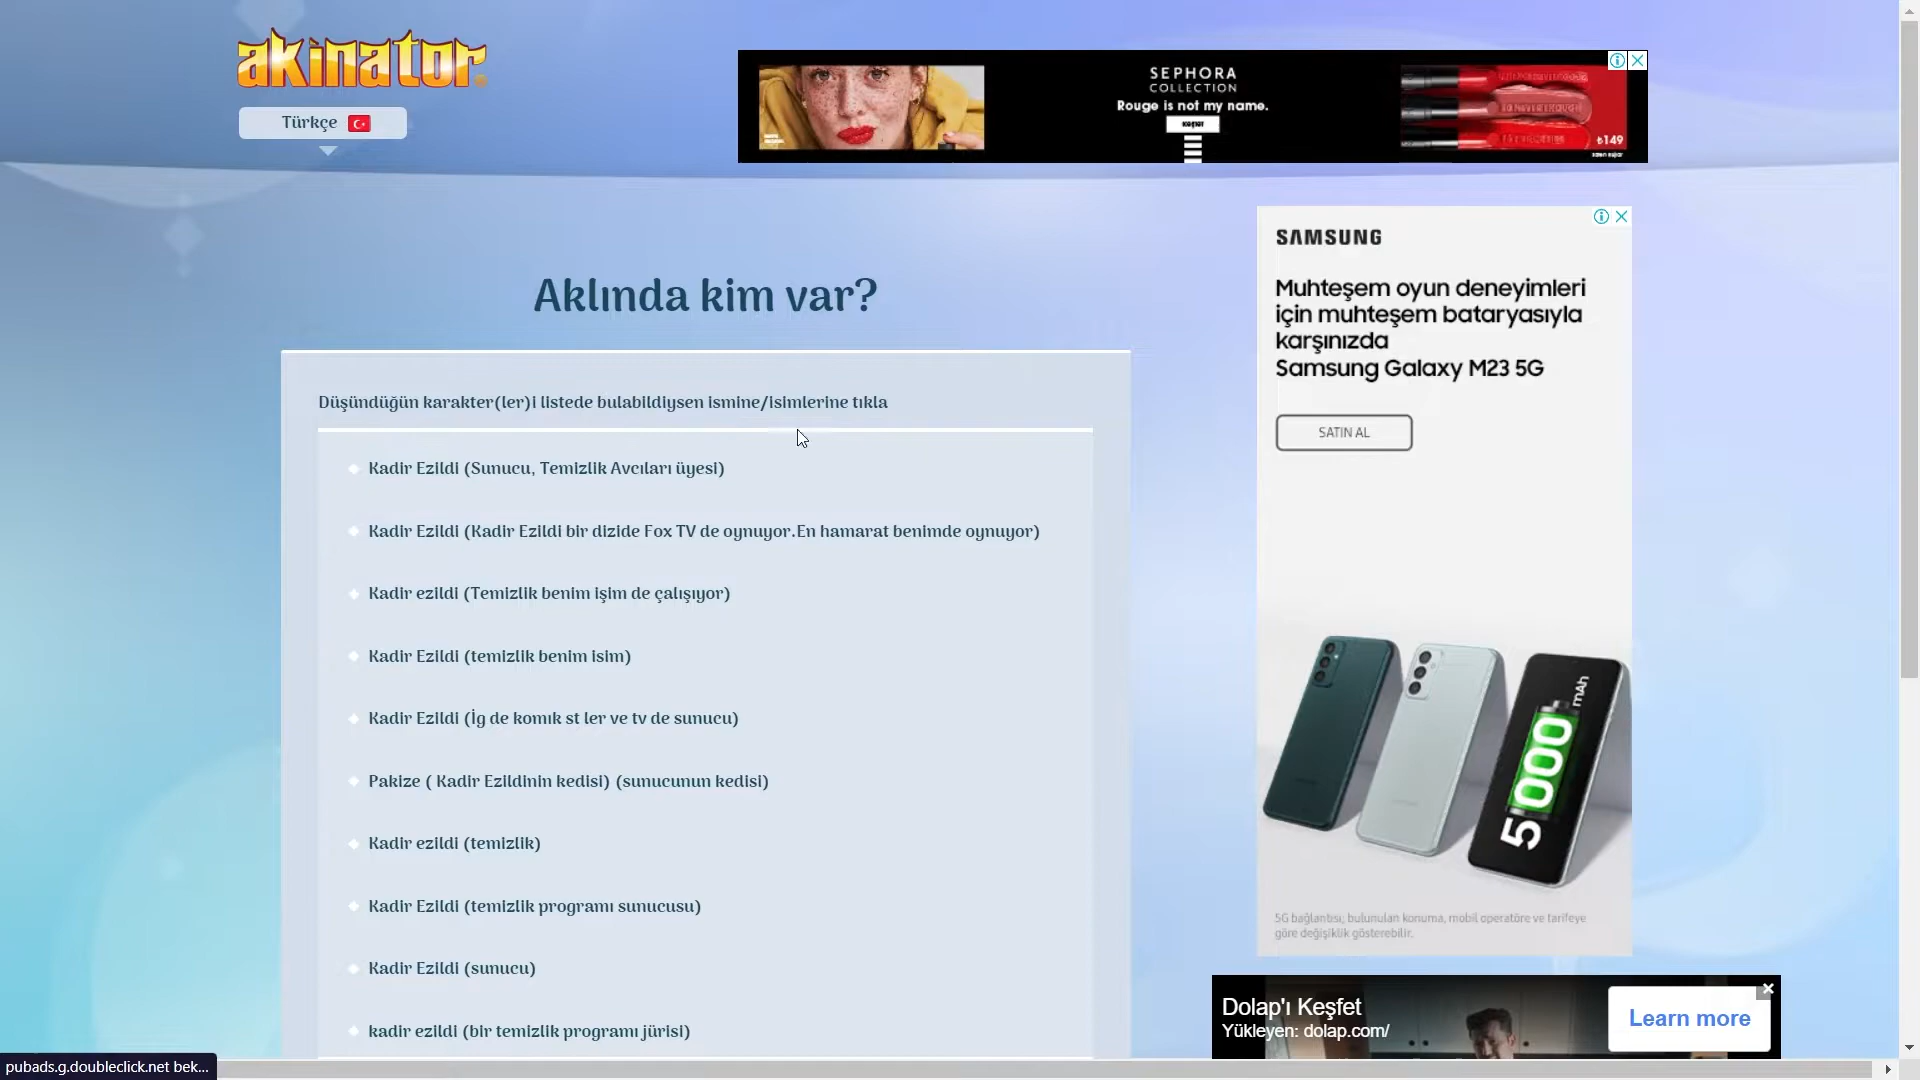 akinator
Türkçe
SEPHORA
COLLECTION
Rouge is not my name.
Keşfet
₺149
Aklında kim var?
Düşündüğün karakter(ler)i listede bulabildiysen ismine/isimlerine tıkla
Kadir Ezildi (Sunucu, Temizlik Avcıları üyesi)
Kadir Ezildi (Kadir Ezildi bir dizide Fox TV de oynuyor.En hamarat benimde oynuyor)
Kadir ezildi (Temizlik benim işim de çalışıyor)
Kadir Ezildi (temizlik benim isim)
Kadir Ezildi (İg de komık st ler ve tv de sunucu)
Pakize ( Kadir Ezildinin kedisi) (sunucunun kedisi)
Kadir ezildi (temizlik)
Kadir Ezildi (temizlik programı sunucusu)
Kadir Ezildi (sunucu)
kadir ezildi (bir temizlik programı jürisi)
SAMSUNG
Muhteşem oyun deneyimleri
için muhteşem bataryasıyla
karşınızda
Samsung Galaxy M23 5G
SATIN AL
5000 mAh
5G bağlantısı, bulunulan konuma, mobil operatöre ve tarifeye
göre değişiklik gösterebilir.
Dolap'ı Keşfet
Yükleyen: dolap.com/
Learn more
pubads.g.doubleclick.net bek...